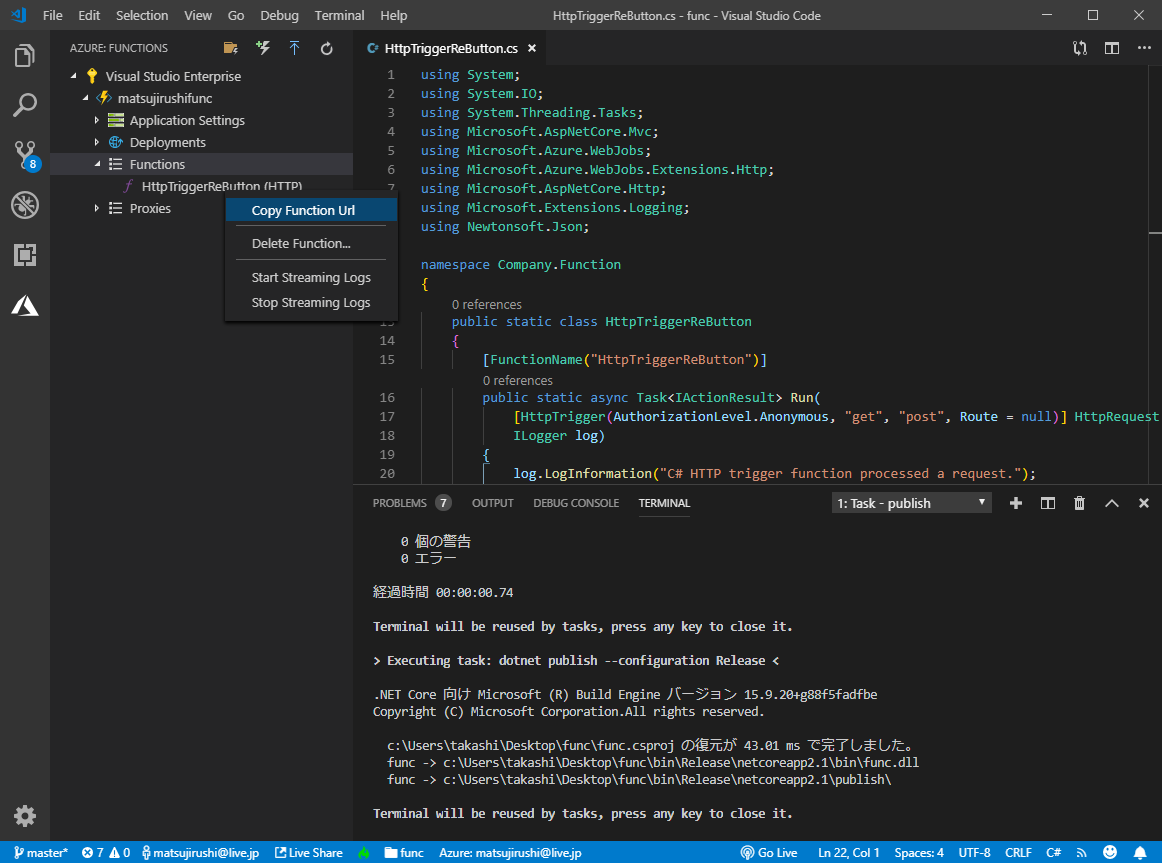 File Edit Selection View Go Debug Terminal Help
HttpTriggerReButton.cs - func - Visual Studio Code
AZURE: FUNCTIONS
Visual Studio Enterprise
matsujirushifunc
Application Settings
Deployments
Functions
HttpTriggerReButton (HTTP)
Proxies
8
Copy Function Url
Delete Function...
Start Streaming Logs
Stop Streaming Logs
HttpTriggerReButton.cs
1 using System;
2 using System.IO;
3 using System.Threading.Tasks;
4 using Microsoft.AspNetCore.Mvc;
5 using Microsoft.Azure.WebJobs;
6 using Microsoft.Azure.WebJobs.Extensions.Http;
7 using Microsoft.AspNetCore.Http;
using Microsoft.Extensions.Logging;
using Newtonsoft.Json;
namespace Company.Function
{
0 references
13 public static class HttpTriggerReButton
14 {
15 [FunctionName("HttpTriggerReButton")]
0 references
16 public static async Task<IActionResult> Run(
17 [HttpTrigger(AuthorizationLevel.Anonymous, "get", "post", Route = null)] HttpRequest
18 ILogger log)
19 {
20 log.LogInformation("C# HTTP trigger function processed a request.");
PROBLEMS 7 OUTPUT DEBUG CONSOLE TERMINAL
1: Task - publish
0 個の警告
0 エラー
経過時間 00:00:00.74
Terminal will be reused by tasks, press any key to close it.
> Executing task: dotnet publish --configuration Release <
.NET Core 向け Microsoft (R) Build Engine バージョン 15.9.20+g88f5fadfbe
Copyright (C) Microsoft Corporation.All rights reserved.
c:\Users\takashi\Desktop\func\func.csproj の復元が 43.01 ms で完了しました。
func -> c:\Users\takashi\Desktop\func\bin\Release\netcoreapp2.1\bin\func.dll
func -> c:\Users\takashi\Desktop\func\bin\Release\netcoreapp2.1\publish\
Terminal will be reused by tasks, press any key to close it.
master* 7 0 matsujirushi@live.jp Live Share func Azure: matsujirushi@live.jp Go Live Ln 22, Col 1 Spaces: 4 UTF-8 CRLF C#